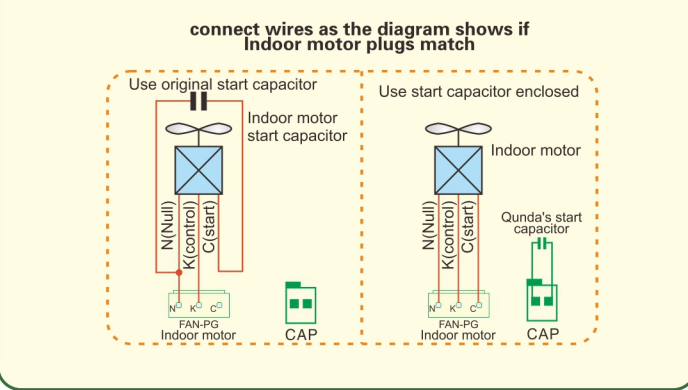 connect wires as the diagram shows if
Indoor motor plugs match
Use original start capacitor
Indoor motor
start capacitor
N(Null)
K(control)
C(start)
N
K
C
FAN-PG
Indoor motor
CAP
Use start capacitor enclosed
Indoor motor
N(Null)
K(control)
C(start)
Qunda's start
capacitor
N
K
C
FAN-PG
Indoor motor
CAP